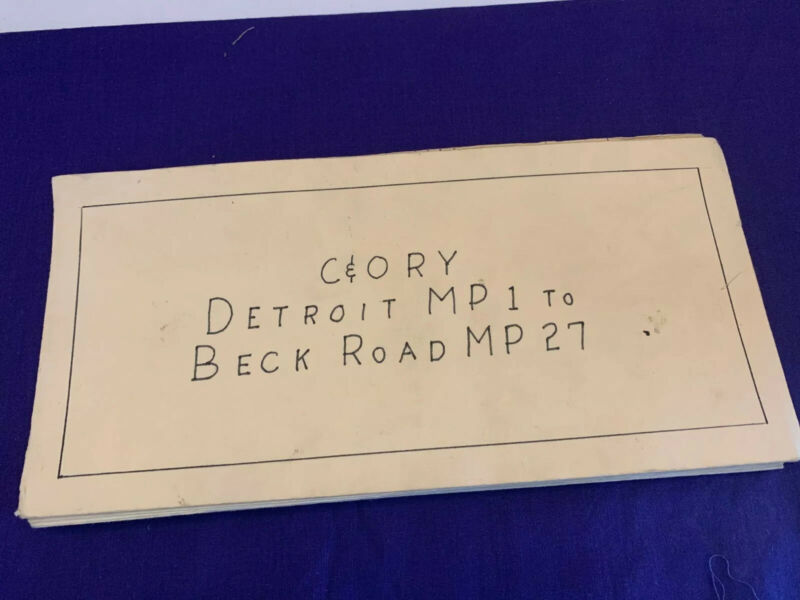 C&O RY
DETROIT MP 1 TO
BECK ROAD MP 27